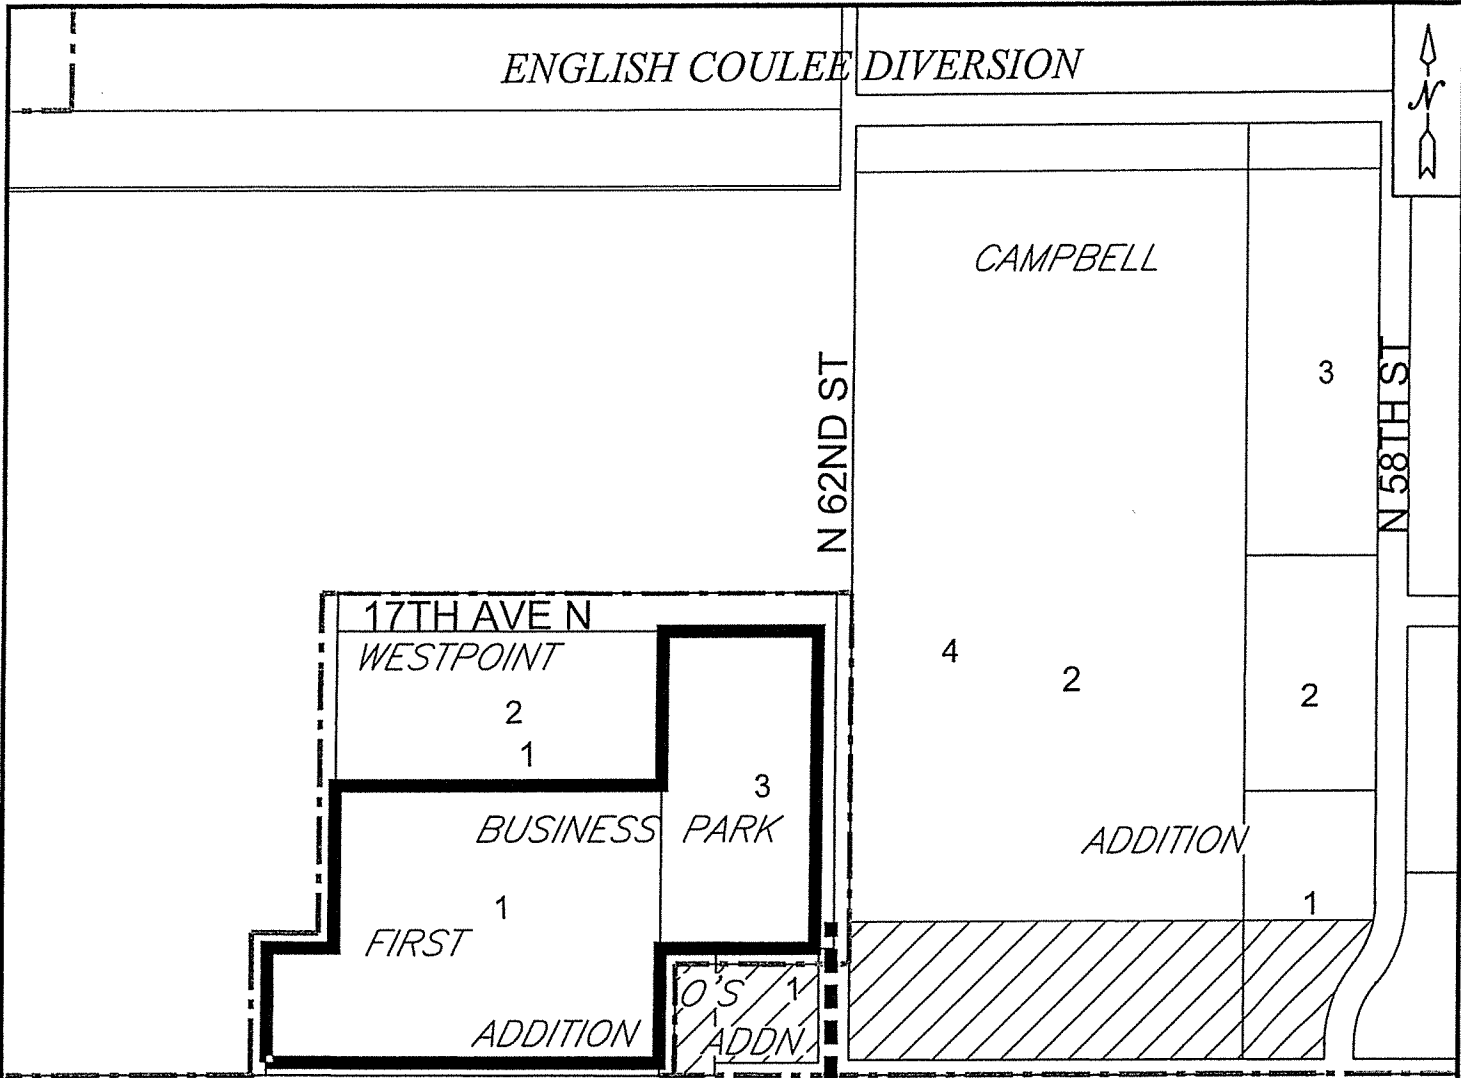 ENGLISH COULEE DIVERSION
N
CAMPBELL
3
N 62ND ST
N 58TH ST
17TH AVE N
WESTPOINT
4
2
2
2
1
3
BUSINESS PARK
ADDITION
1
1
FIRST
O'S 1
ADDITION
ADDN